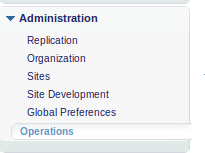 Administration
Replication
Organization
Sites
Site Development
Global Preferences
Operations